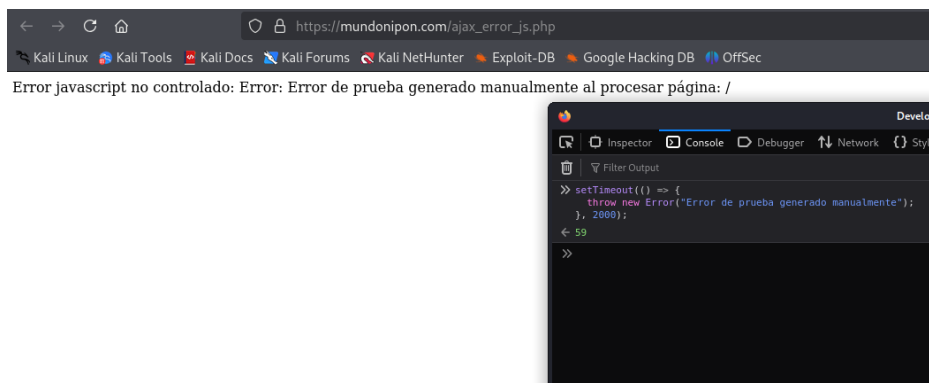 https://mundonipon.com/ajax_error_js.php
Kali Linux Kali Tools Kali Docs Kali Forums Kali NetHunter Exploit-DB Google Hacking DB OffSec
Error javascript no controlado: Error: Error de prueba generado manualmente al procesar página: /
Develo
Inspector Console Debugger Network {} Sty
Filter Output
>> setTimeout(() => {
throw new Error("Error de prueba generado manualmente");
}, 2000);
← 59
>>